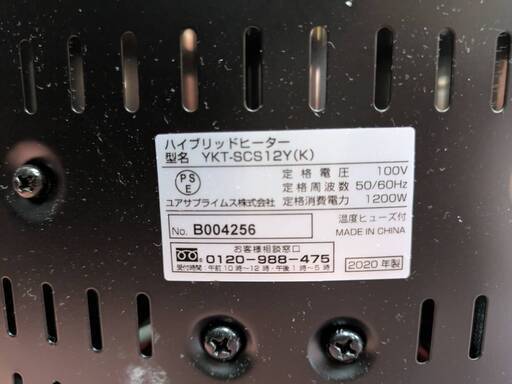 ハイブリッドヒーター
型名 YKT-SCS12Y(K)
PS
E
定格電圧 100V
定格周波数 50/60Hz
定格消費電力 1200W
ユアサプライムス株式会社
温度ヒューズ付
No. B004256
MADE IN CHINA
お客様相談窓口
0120-988-475
受付時間:午前10時~12時/午後1時~5時
2020年製